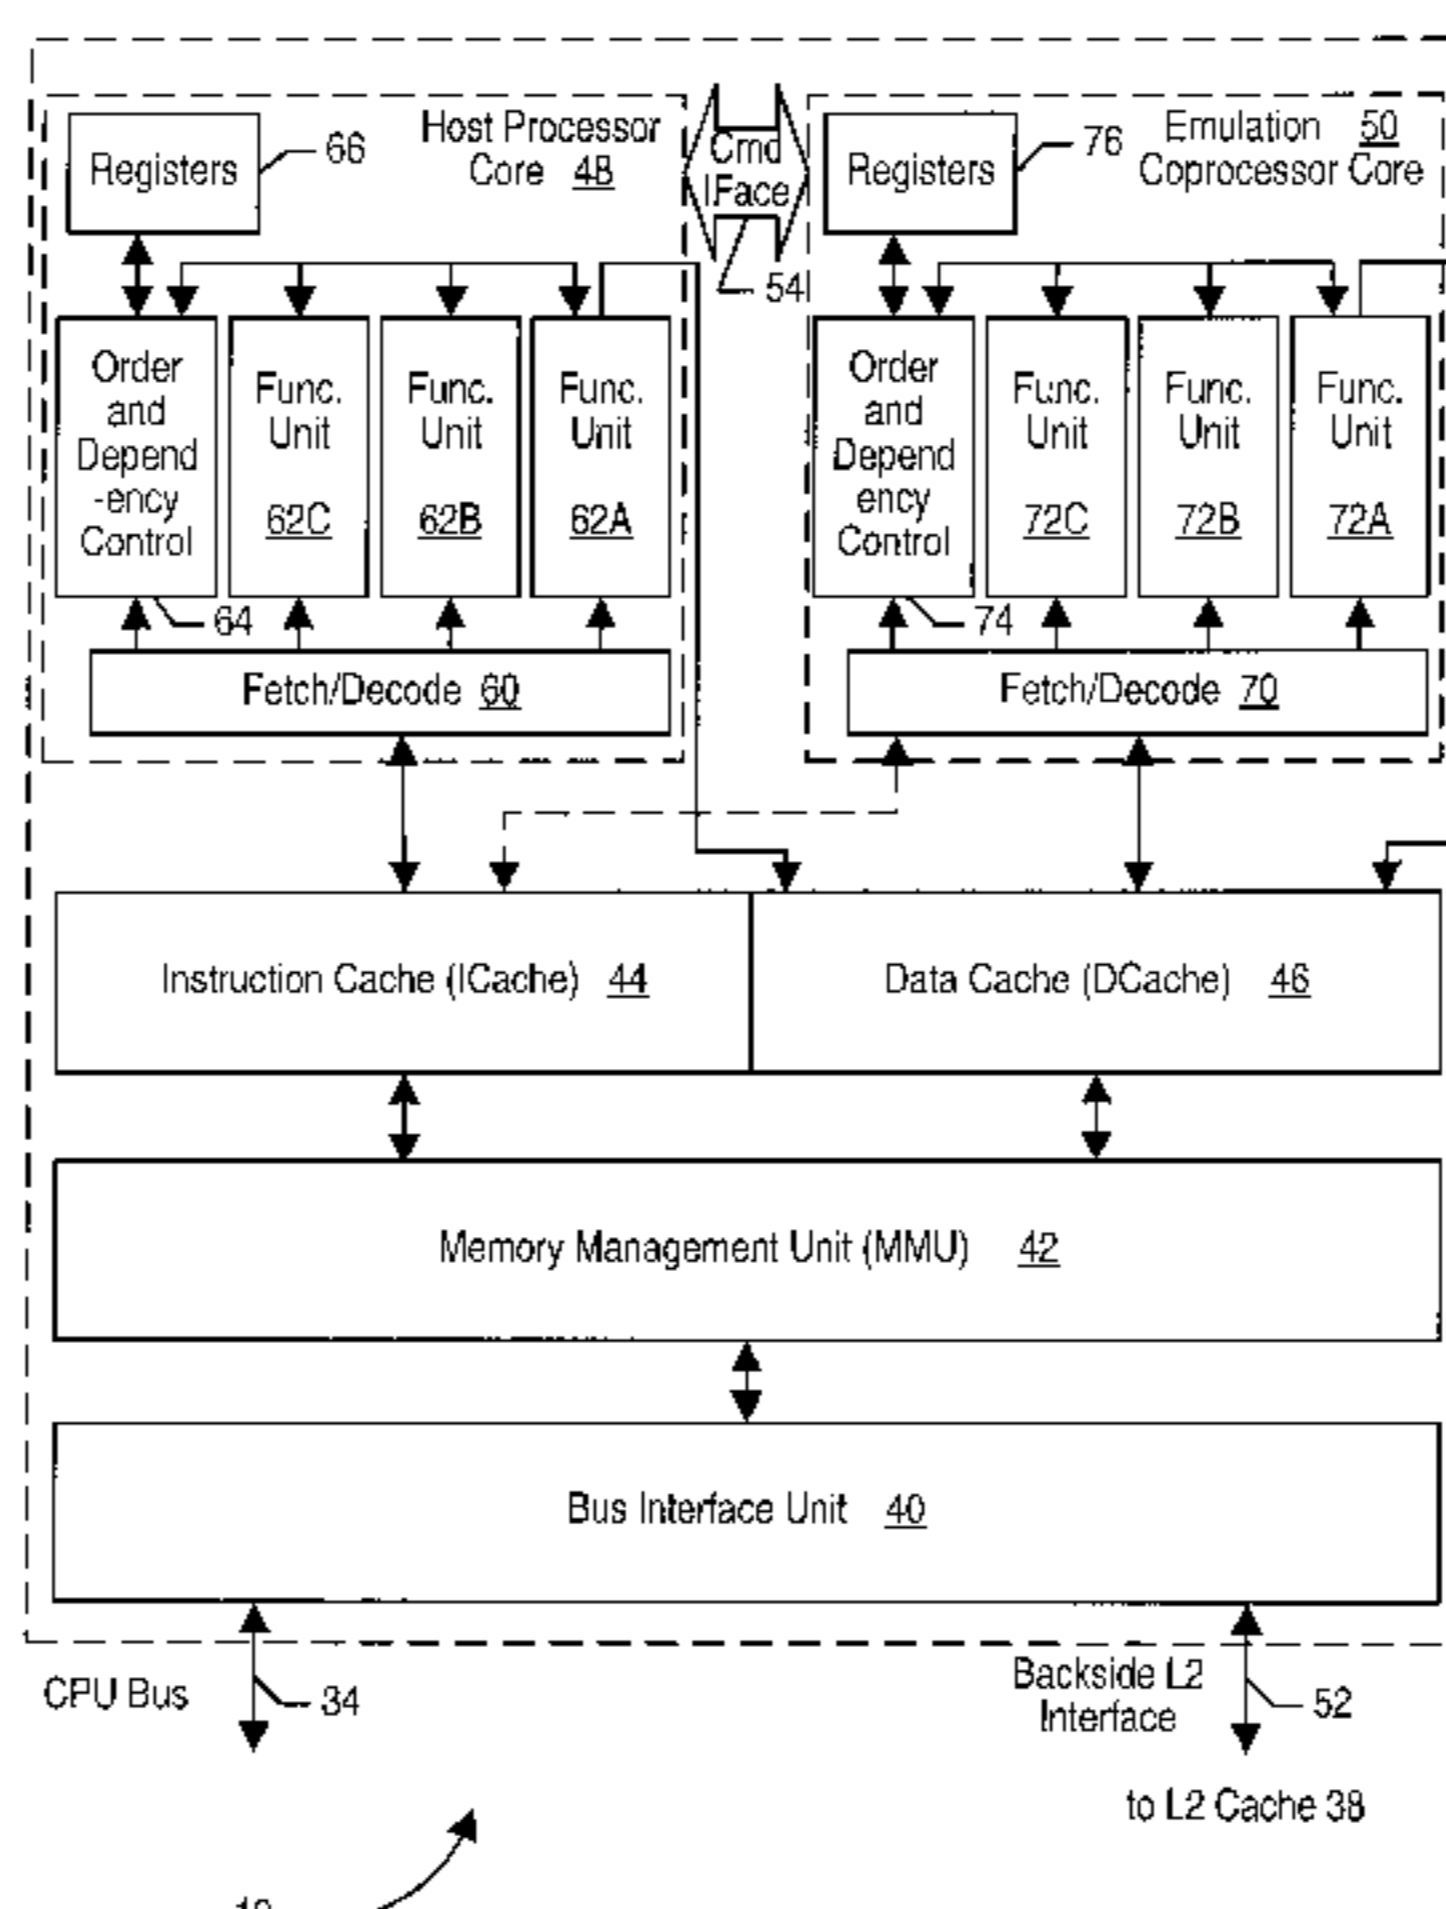 Registers
66
Host Processor
Core 48
Cmd
IFace
54
Registers
76
Emulation 50
Coprocessor Core
Order
and
Depend
-ency
Control
64
Func.
Unit
62C
Func.
Unit
62B
Func.
Unit
62A
Order
and
Depend
ency
Control
74
Func.
Unit
72C
Func.
Unit
72B
Func.
Unit
72A
Fetch/Decode 60
Fetch/Decode 70
Instruction Cache (ICache) 44
Data Cache (DCache) 46
Memory Management Unit (MMU) 42
Bus Interface Unit 40
CPU Bus
34
Backside L2
Interface
52
to L2 Cache 38